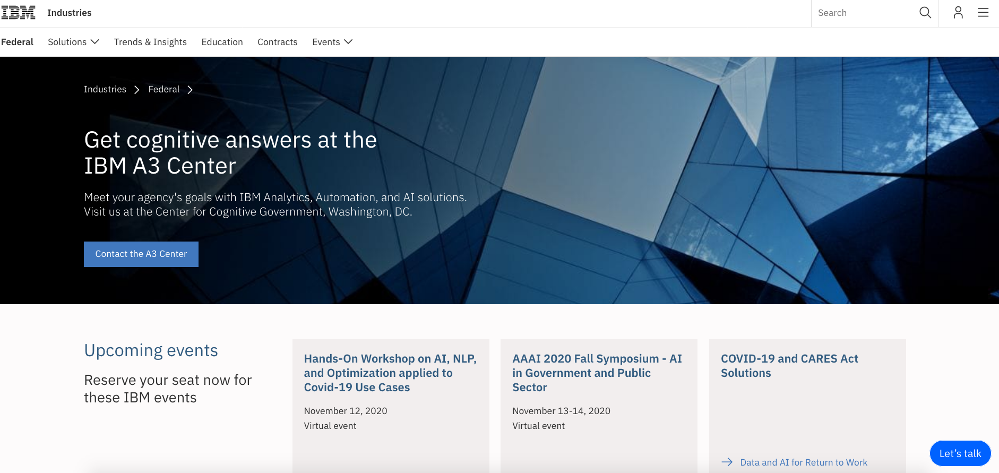 IBM
Industries
Search
Federal
Solutions
Trends & Insights
Education
Contracts
Events
Industries
Federal
Get cognitive answers at the
IBM A3 Center
Meet your agency's goals with IBM Analytics, Automation, and AI solutions.
Visit us at the Center for Cognitive Government, Washington, DC.
Contact the A3 Center
Upcoming events
Reserve your seat now for
these IBM events
Hands-On Workshop on AI, NLP,
and Optimization applied to
Covid-19 Use Cases
November 12, 2020
Virtual event
AAAI 2020 Fall Symposium - AI
in Government and Public
Sector
November 13-14, 2020
Virtual event
COVID-19 and CARES Act
Solutions
Data and AI for Return to Work
Let’s talk